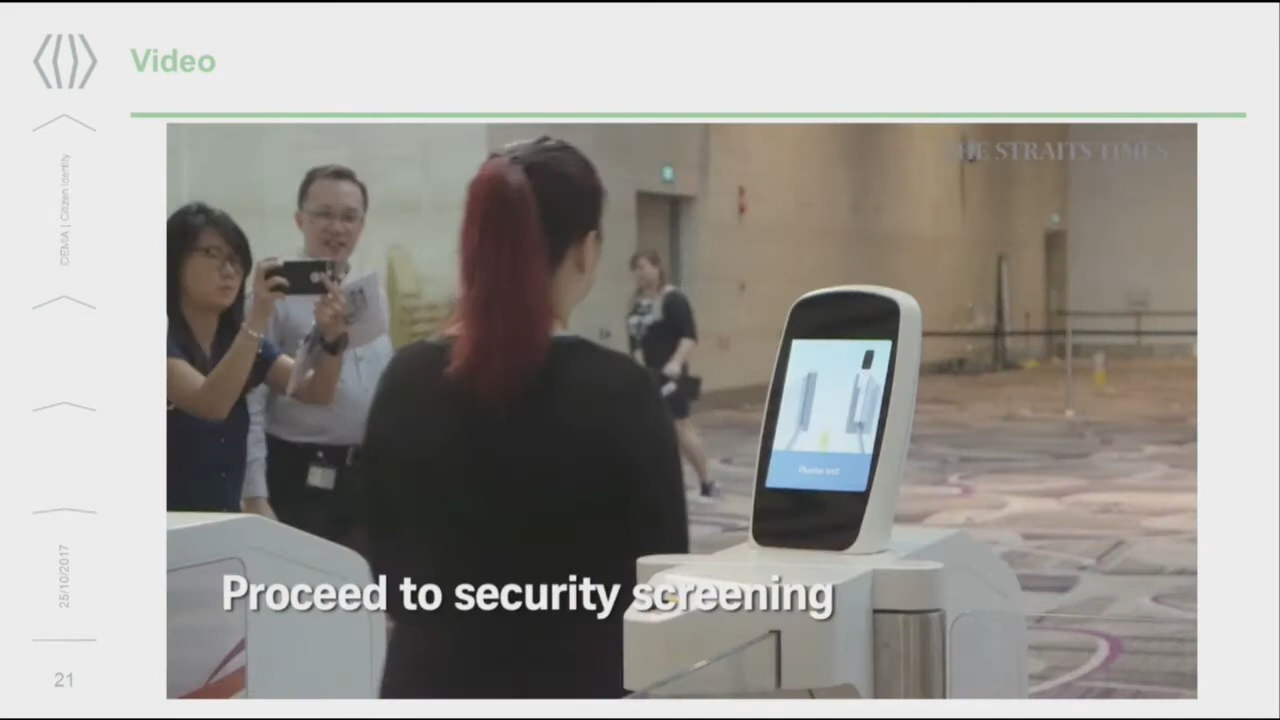 Video
THE STRAITS TIMES
IDEMIA | Citizen Identity
Proceed to security screening
25/10/2017
21